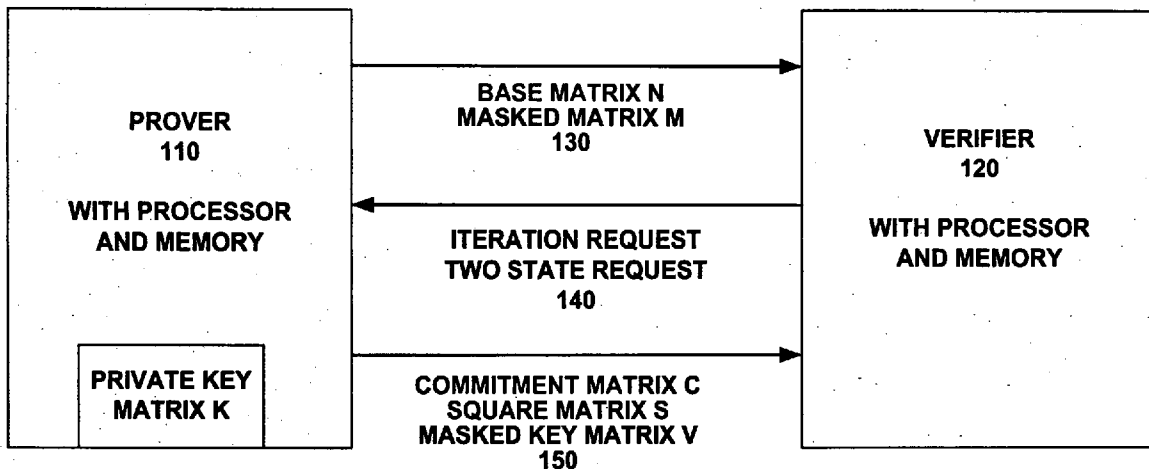 PROVER
110
WITH PROCESSOR
AND MEMORY
PRIVATE KEY
MATRIX K
BASE MATRIX N
MASKED MATRIX M
130
ITERATION REQUEST
TWO STATE REQUEST
140
COMMITMENT MATRIX C
SQUARE MATRIX S
MASKED KEY MATRIX V
150
VERIFIER
120
WITH PROCESSOR
AND MEMORY